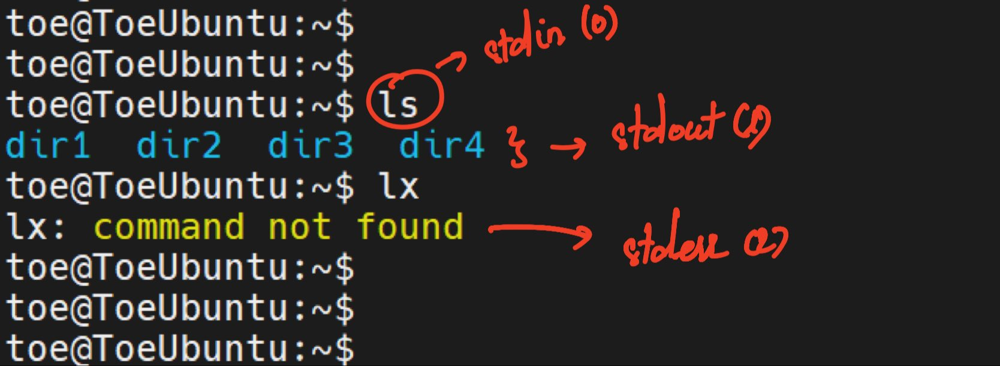 toe@ToeUbuntu:~$
toe@ToeUbuntu:~$
stdin (0)
toe@ToeUbuntu:~$ ls
dir1 dir2 dir3 dir4 } → stdout (1)
toe@ToeUbuntu:~$ lx
lx: command not found → stderr (2)
toe@ToeUbuntu:~$
toe@ToeUbuntu:~$
toe@ToeUbuntu:~$